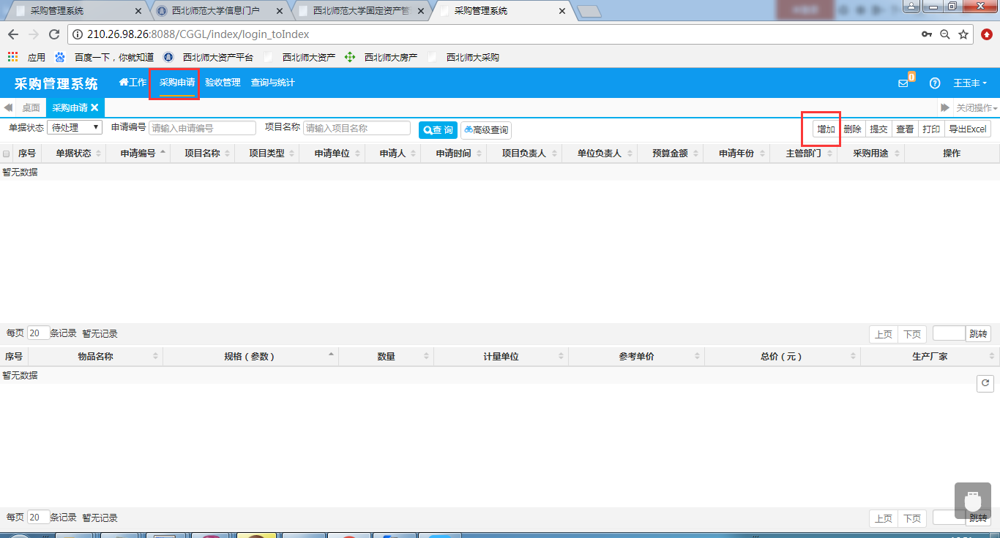 采购管理系统 西北师范大学信息门户 西北师范大学固定资产管 采购管理系统
210.26.98.26:8088/CGGL/index/login_toIndex
应用 百度一下，你就知道 西北师大资产平台 西北师大资产 西北师大房产 西北师大采购
采购管理系统 工作 采购申请 验收管理 查询与统计 0 王玉丰
桌面 采购申请 关闭操作
单据状态 待处理 申请编号 请输入申请编号 项目名称 请输入项目名称 查 询 高级查询 增加 删除 提交 查看 打印 导出Excel
序号 单据状态 申请编号 项目名称 项目类型 申请单位 申请人 申请时间 项目负责人 单位负责人 预算金额 申请年份 主管部门 采购用途 操作
暂无数据
每页 20 条记录 暂无记录 上页 下页 跳转
序号 物品名称 规格（参数） 数量 计量单位 参考单价 总价（元） 生产厂家
暂无数据
每页 20 条记录 暂无记录 上页 下页 跳转